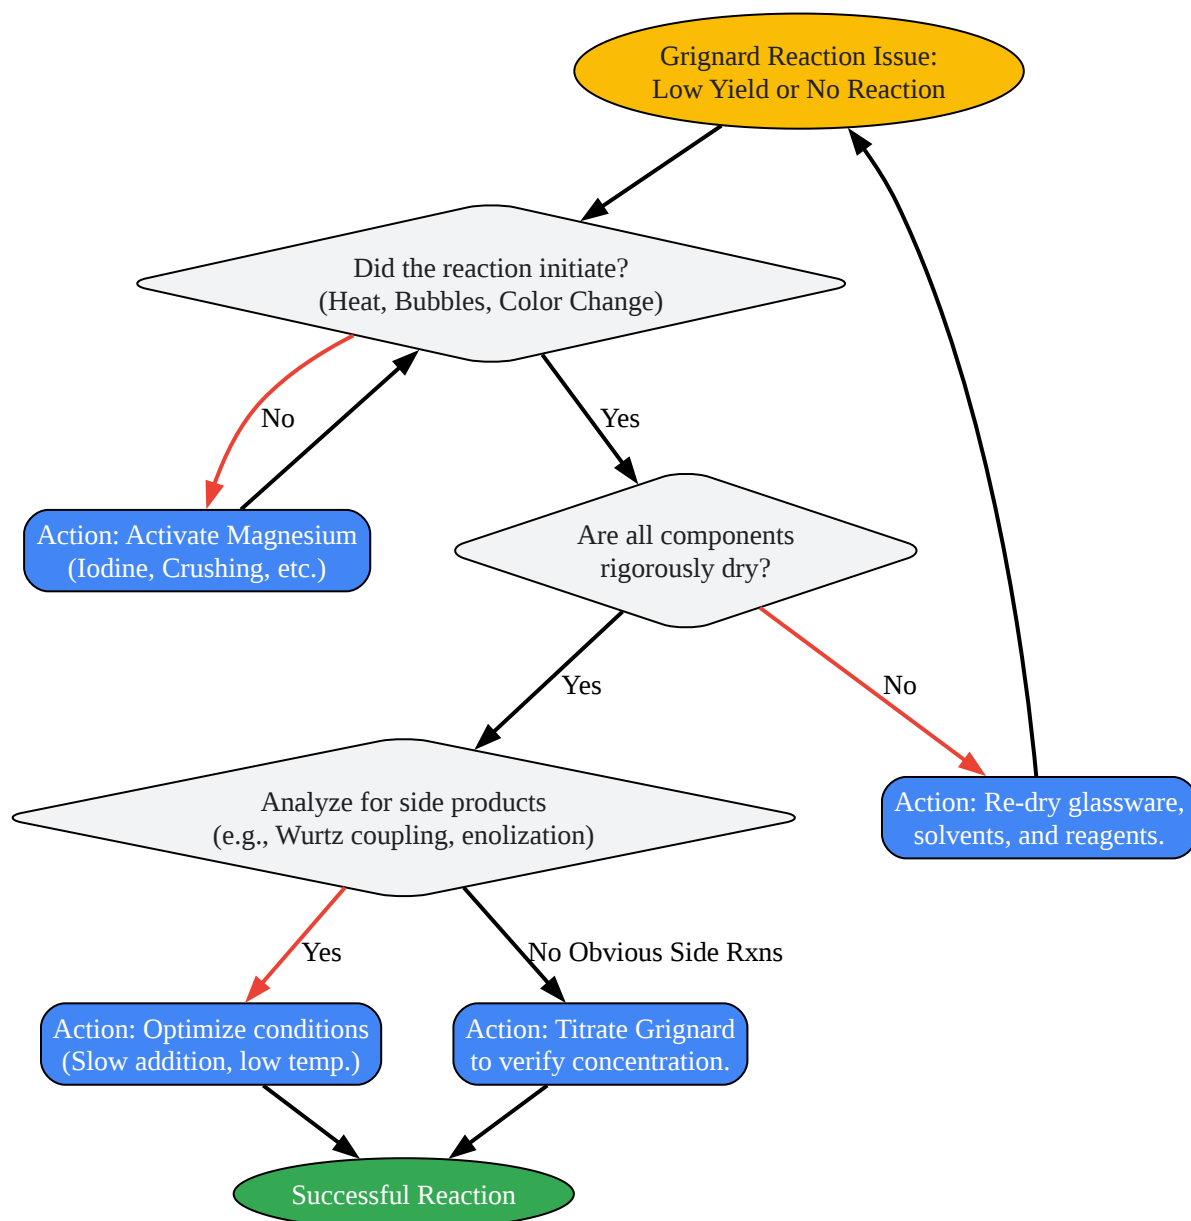 Grignard Reaction Issue:
Low Yield or No Reaction
Did the reaction initiate?
(Heat, Bubbles, Color Change)
No
Yes
Action: Activate Magnesium
(Iodine, Crushing, etc.)
Are all components
rigorously dry?
Yes
No
Analyze for side products
(e.g., Wurtz coupling, enolization)
Action: Re-dry glassware,
solvents, and reagents.
Yes
No Obvious Side Rxns
Action: Optimize conditions
(Slow addition, low temp.)
Action: Titrate Grignard
to verify concentration.
Successful Reaction